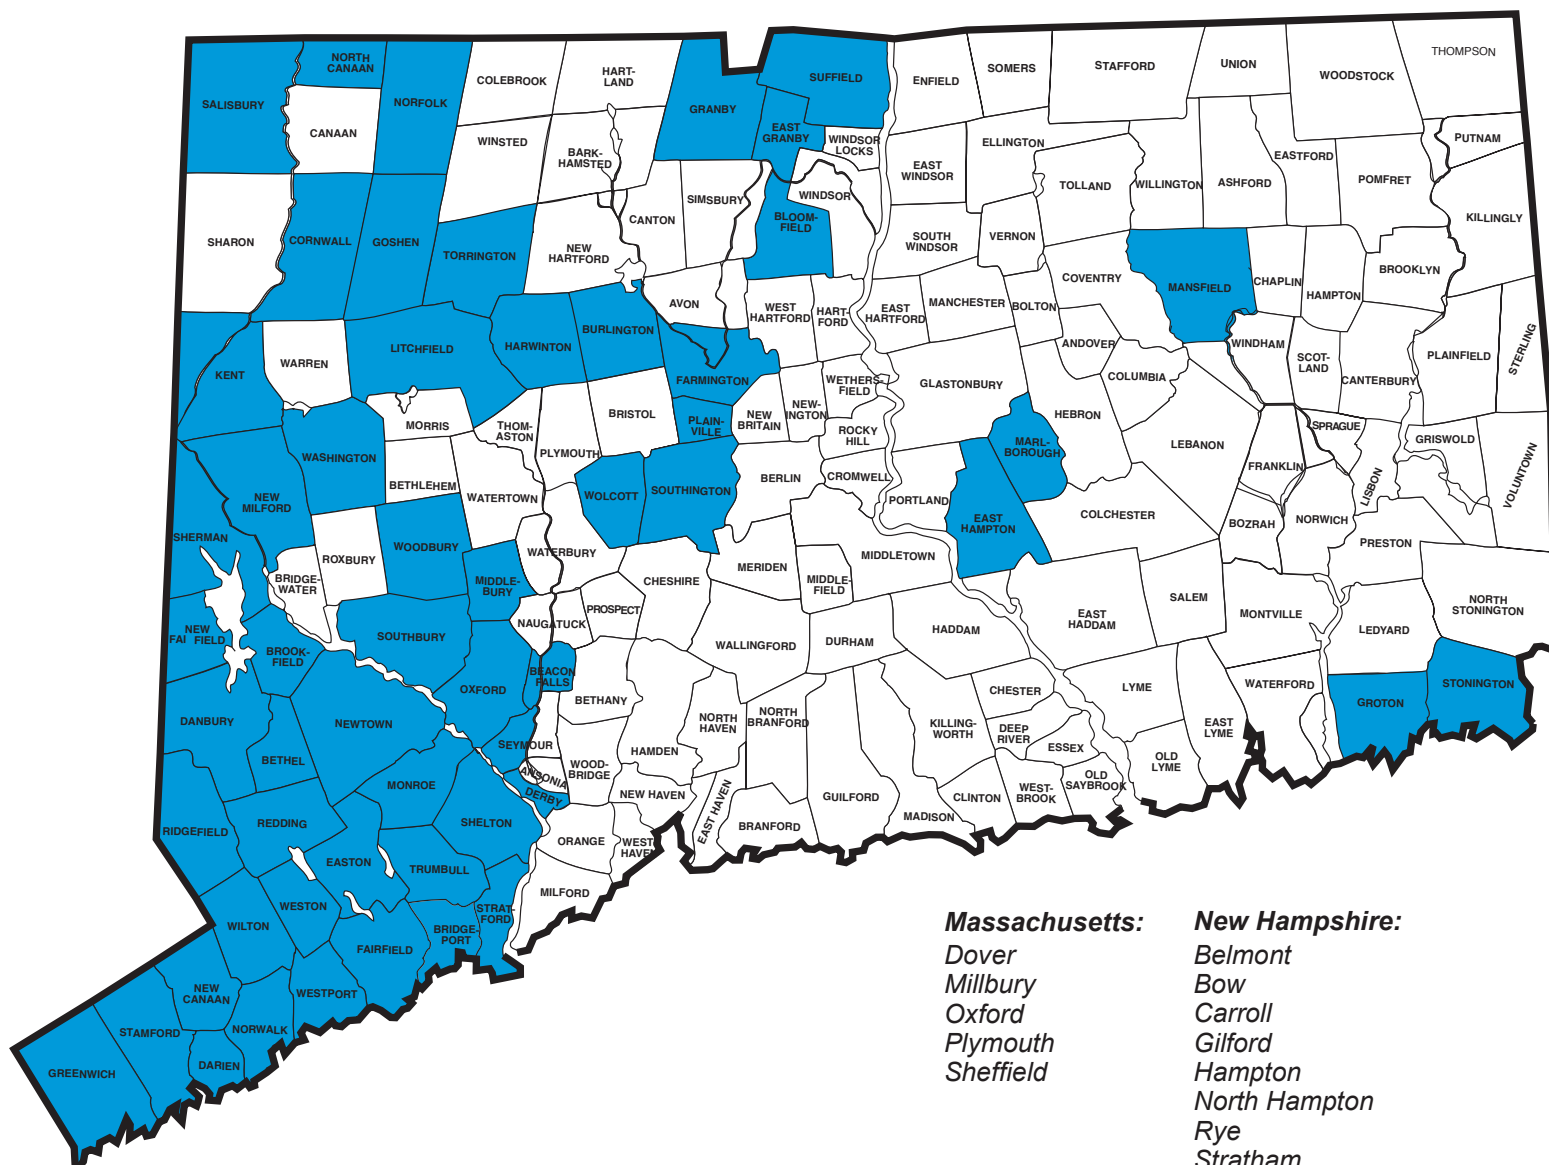 NORTH
CANAAN
SALISBURY
NORFOLK
CANAAN
COLEBROOK
HART-
LAND
GRANBY
SUFFIELD
EAST
GRANBY
WINDSOR
LOCKS
ENFIELD
SOMERS
STAFFORD
UNION
WOODSTOCK
THOMPSON
WINSTED
BARK-
HAMSTED
EAST
WINDSOR
ELLINGTON
TOLLAND
WILLINGTON
ASHFORD
EASTFORD
POMFRET
PUTNAM
KILLINGLY
SHARON
CORNWALL
GOSHEN
TORRINGTON
NEW
HARTFORD
CANTON
SIMSBURY
WINDSOR
BLOOM-
FIELD
SOUTH
WINDSOR
VERNON
COVENTRY
MANSFIELD
CHAPLIN
HAMPTON
BROOKLYN
AVON
WEST
HARTFORD
HART-
FORD
EAST
HARTFORD
MANCHESTER
BOLTON
ANDOVER
KENT
WARREN
LITCHFIELD
HARWINTON
BURLINGTON
FARMINGTON
PLAIN-
VILLE
NEW
BRITAIN
NEW-
INGTON
WETHERS-
FIELD
ROCKY
HILL
GLASTONBURY
HEBRON
COLUMBIA
WINDHAM
SCOT-
LAND
CANTERBURY
PLAINFIELD
STERLING
MORRIS
THOM-
ASTON
PLYMOUTH
BRISTOL
MARL-
BOROUGH
LEBANON
SPRAGUE
FRANKLIN
LISBON
GRISWOLD
VOLUNTOWN
WASHINGTON
BETHLEHEM
WATERTOWN
WOLCOTT
SOUTHINGTON
BERLIN
CROMWELL
PORTLAND
EAST
HAMPTON
COLCHESTER
BOZRAH
NORWICH
PRESTON
NEW
MILFORD
SHERMAN
BRIDGE-
WATER
ROXBURY
WOODBURY
MIDDLE-
BURY
WATERBURY
NAUGATUCK
PROSPECT
CHESHIRE
MERIDEN
MIDDLE-
FIELD
MIDDLETOWN
EAST
HADDAM
SALEM
MONTVILLE
LEDYARD
NORTH
STONINGTON
NEW
FAI FIELD
BROOK-
FIELD
SOUTHBURY
OXFORD
BEACON
FALLS
BETHANY
WALLINGFORD
DURHAM
HADDAM
CHESTER
LYME
EAST
LYME
WATERFORD
GROTON
STONINGTON
DANBURY
BETHEL
NEWTOWN
SEYMOUR
ANSONIA
DERBY
WOOD-
BRIDGE
HAMDEN
NORTH
HAVEN
NORTH
BRANFORD
GUILFORD
KILLING-
WORTH
DEEP
RIVER
ESSEX
OLD
LYME
OLD
SAYBROOK
WEST-
BROOK
CLINTON
MADISON
RIDGEFIELD
REDDING
MONROE
SHELTON
EASTON
TRUMBULL
ORANGE
WEST
HAVEN
NEW HAVEN
EAST HAVEN
BRANFORD
MILFORD
STRAT-
FORD
WILTON
WESTON
FAIRFIELD
BRIDGE-
PORT
NEW
CANAAN
WESTPORT
NORWALK
STAMFORD
DARIEN
GREENWICH
Massachusetts:
Dover
Millbury
Oxford
Plymouth
Sheffield
New Hampshire:
Belmont
Bow
Carroll
Gilford
Hampton
North Hampton
Rye
Stratham